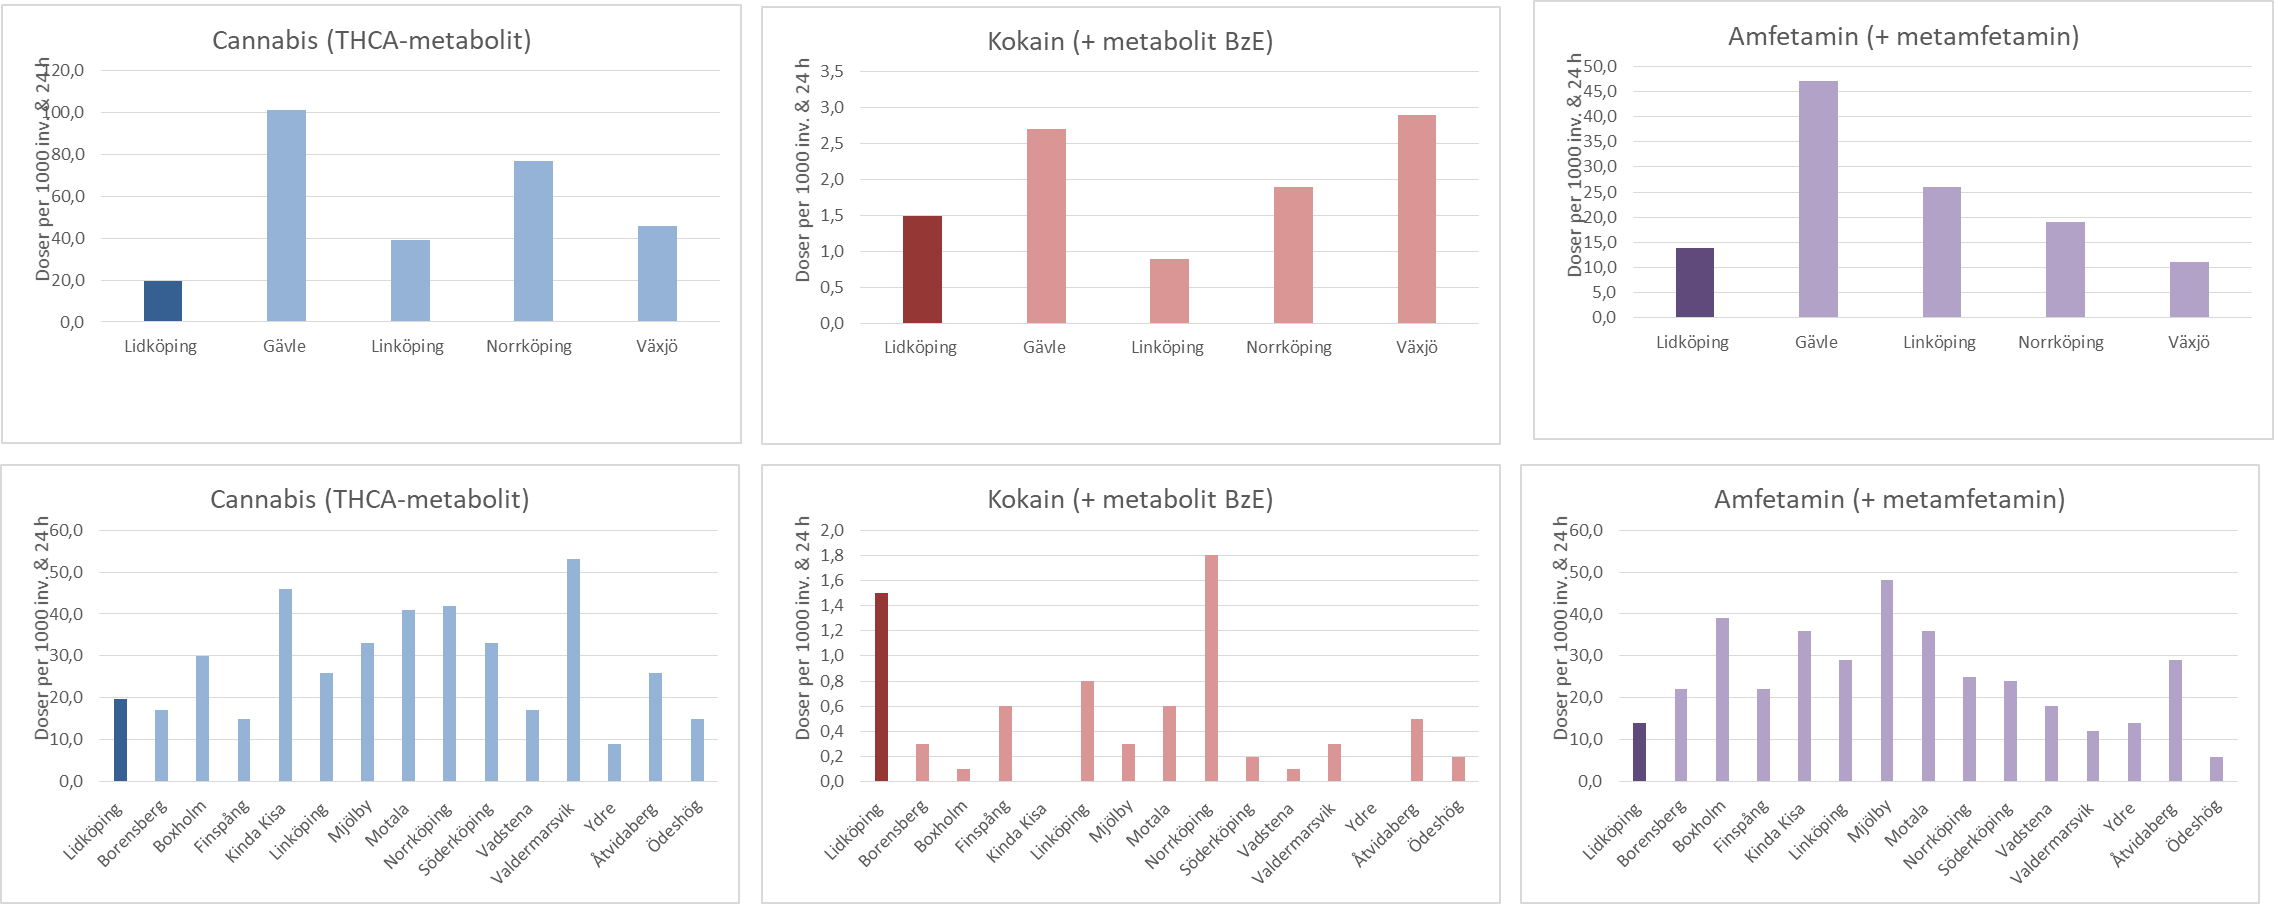 Cannabis (THCA-metabolit)
Doser per 1000 inv. & 24 h
120,0
100,0
80,0
60,0
40,0
20,0
0,0
Lidköping Gävle Linköping Norrköping Växjö
Kokain (+ metabolit BzE)
Doser per 1000 inv. & 24 h
3,5
3,0
2,5
2,0
1,5
1,0
0,5
0,0
Lidköping Gävle Linköping Norrköping Växjö
Amfetamin (+ metamfetamin)
Doser per 1000 inv. & 24 h
50,0
45,0
40,0
35,0
30,0
25,0
20,0
15,0
10,0
5,0
0,0
Lidköping Gävle Linköping Norrköping Växjö
Cannabis (THCA-metabolit)
Doser per 1000 inv. & 24 h
60,0
50,0
40,0
30,0
20,0
10,0
0,0
Lidköping
Borensberg
Boxholm
Finspång
Kinda Kisa
Linköping
Mjölby
Motala
Norrköping
Söderköping
Vadstena
Valdermarsvik
Ydre
Åtvidaberg
Ödeshög
Kokain (+ metabolit BzE)
Doser per 1000 inv. & 24 h
2,0
1,8
1,6
1,4
1,2
1,0
0,8
0,6
0,4
0,2
0,0
Lidköping
Borensberg
Boxholm
Finspång
Kinda Kisa
Linköping
Mjölby
Motala
Norrköping
Söderköping
Vadstena
Valdermarsvik
Ydre
Åtvidaberg
Ödeshög
Amfetamin (+ metamfetamin)
Doser per 1000 inv. & 24 h
60,0
50,0
40,0
30,0
20,0
10,0
0,0
Lidköping
Borensberg
Boxholm
Finspång
Kinda Kisa
Linköping
Mjölby
Motala
Norrköping
Söderköping
Vadstena
Valdermarsvik
Ydre
Åtvidaberg
Ödeshög